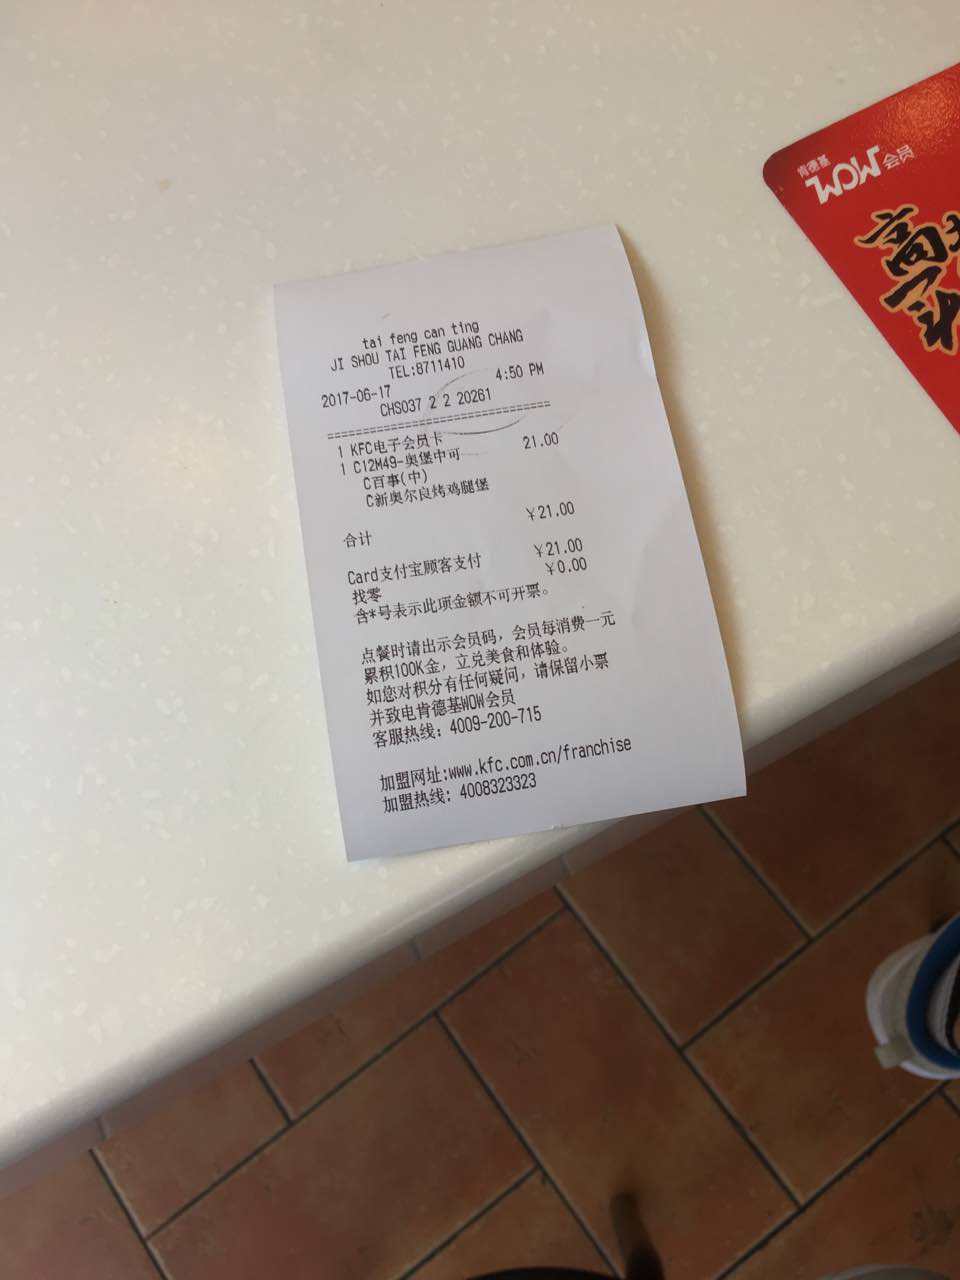 tai feng can ting
JI SHOU TAI FENG GUANG CHANG
TEL:8711410
2017-06-17 4:50 PM
CHS037 2 2 20261
1 KFC电子会员卡
1 C12M49-奥堡中可 21.00
C百事(中)
C新奥尔良烤鸡腿堡
合计 ¥21.00
Card支付宝顾客支付 ¥21.00
找零 ¥0.00
含*号表示此项金额不可开票。
点餐时请出示会员码，会员每消费一元
累积100K金，立兑美食和体验。
如您对积分有任何疑问，请保留小票
并致电肯德基WOW会员
客服热线: 4009-200-715
加盟网址:www.kfc.com.cn/franchise
加盟热线: 4008323323
肯德基
WOW会员
高